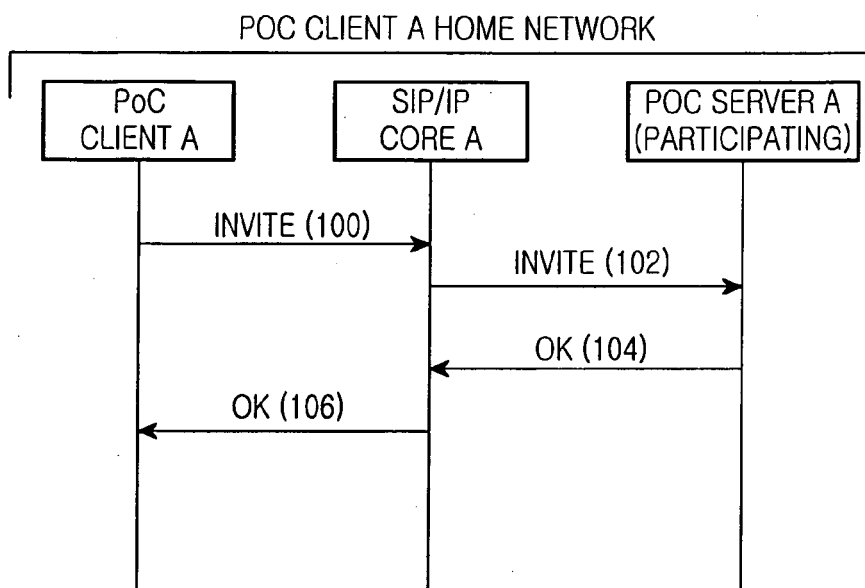 POC CLIENT A HOME NETWORK
PoC
CLIENT A
SIP/IP
CORE A
POC SERVER A
(PARTICIPATING)
INVITE (100)
INVITE (102)
OK (104)
OK (106)